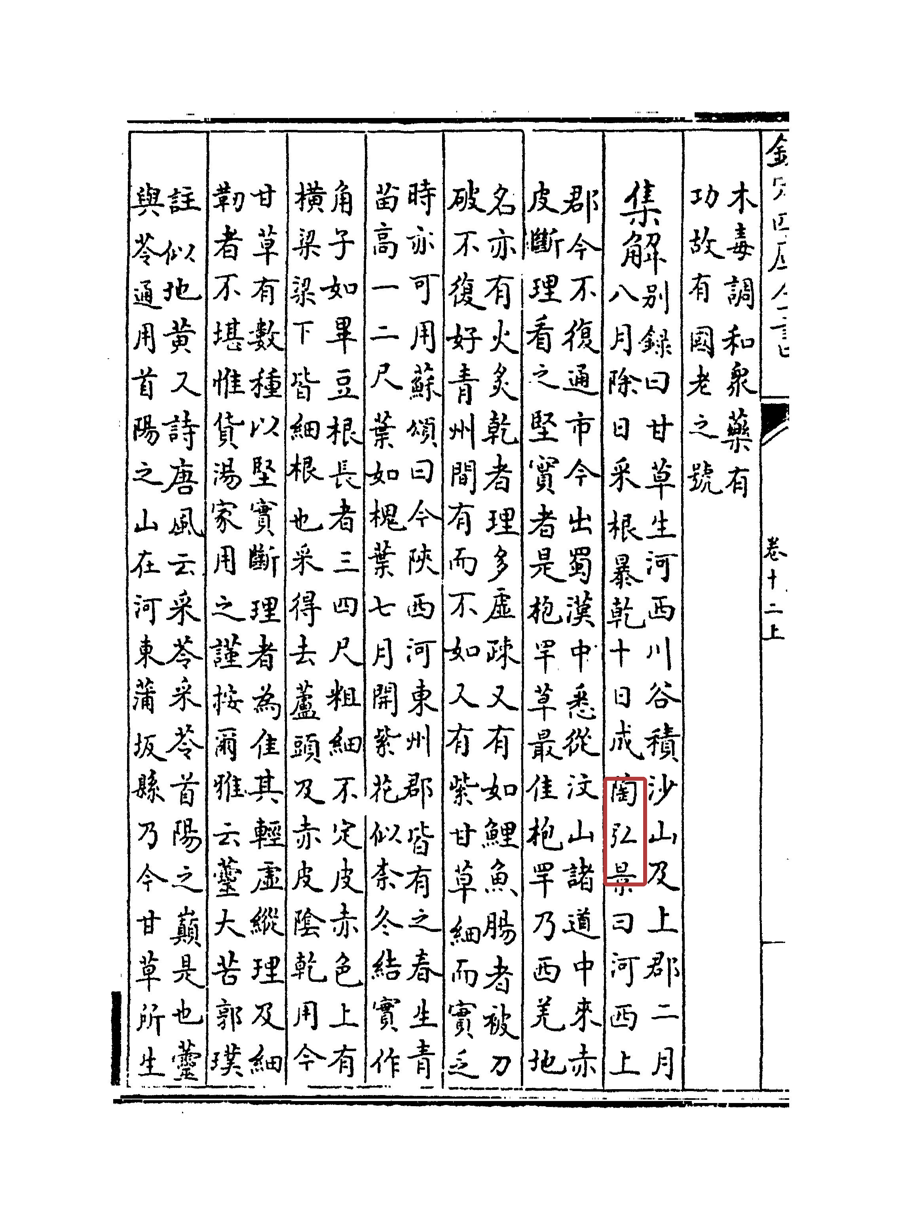 欽定四庫全書
卷十二上
木毒調和衆藥有
功故有國老之號
集解
別録曰甘草生河西川谷積沙山及上郡二月
八月除日采根暴乾十日成陶弘景曰河西上
郡今不復通市今出蜀漢中悉從汶山諸道中來赤
皮斷理看之堅實者是枹罕草最佳枹罕乃西羌地
名亦有火炙乾者理多虛疎又有如鯉魚腸者被刀
破不復好青州間有而不如又有紫甘草細而實乏
時亦可用蘇頌曰今陜西河東州郡皆有之春生青
苗高一二尺葉如槐葉七月開紫花似柰冬結實作
角子如畢豆根長者三四尺粗細不定皮赤色上有
橫梁梁下皆細根也采得去蘆頭及赤皮陰乾用今
甘草有數種以堅實斷理者為佳其輕虛縱理及細
靭者不堪惟貨湯家用之謹按爾雅云蘦大苦郭璞
註似地黃又詩唐風云采苓采苓首陽之巔是也蘦
與苓通用首陽之山在河東蒲坂縣乃今甘草所生